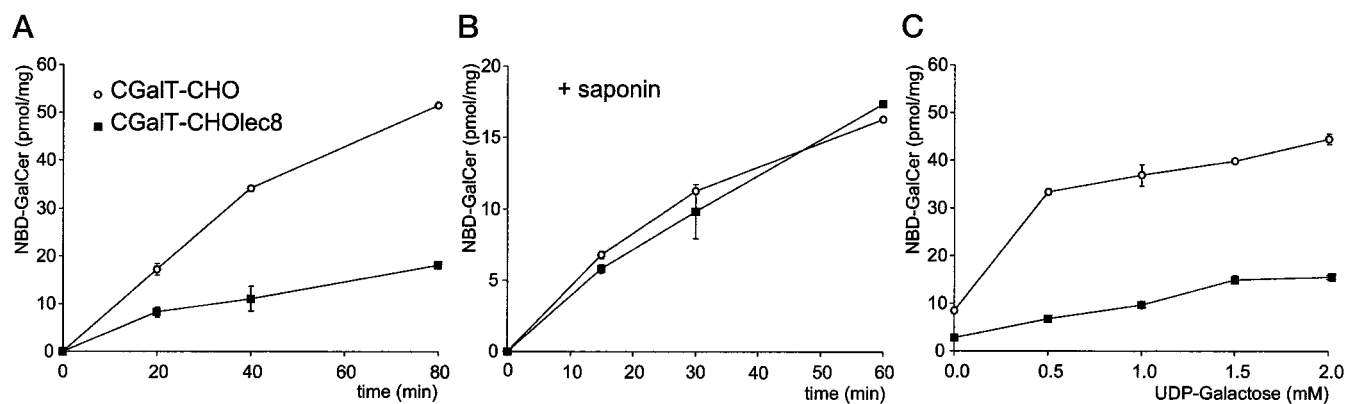 A
NBD-GalCer (pmol/mg)
60
50
40
30
20
10
0
CGalT-CHO
CGalT-CHOlec8
0 20 40 60 80
time (min)
B
NBD-GalCer (pmol/mg)
20
15
10
5
0
+ saponin
0 10 20 30 40 50 60
time (min)
C
NBD-GalCer (pmol/mg)
60
50
40
30
20
10
0
0.0 0.5 1.0 1.5 2.0
UDP-Galactose (mM)